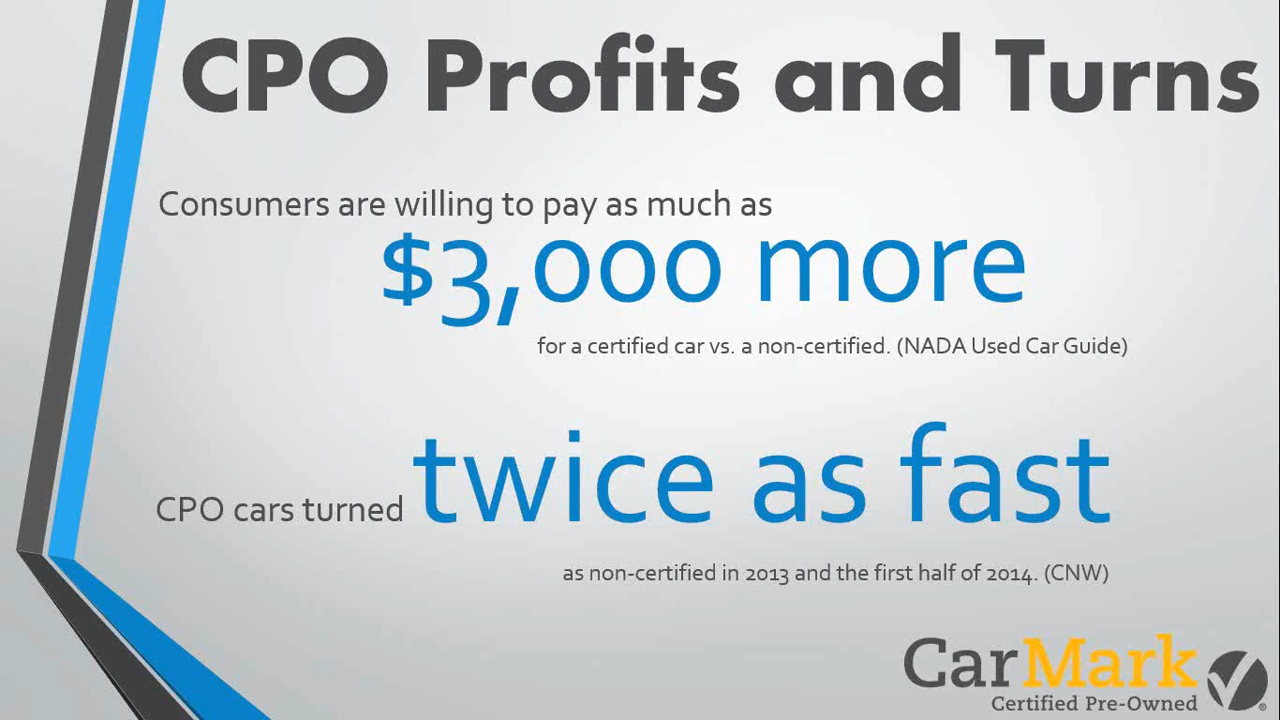 CPO Profits and Turns
Consumers are willing to pay as much as
$3,000 more
for a certified car vs. a non-certified. (NADA Used Car Guide)
CPO cars turned twice as fast
as non-certified in 2013 and the first half of 2014. (CNW)
CarMark
Certified Pre-Owned ®